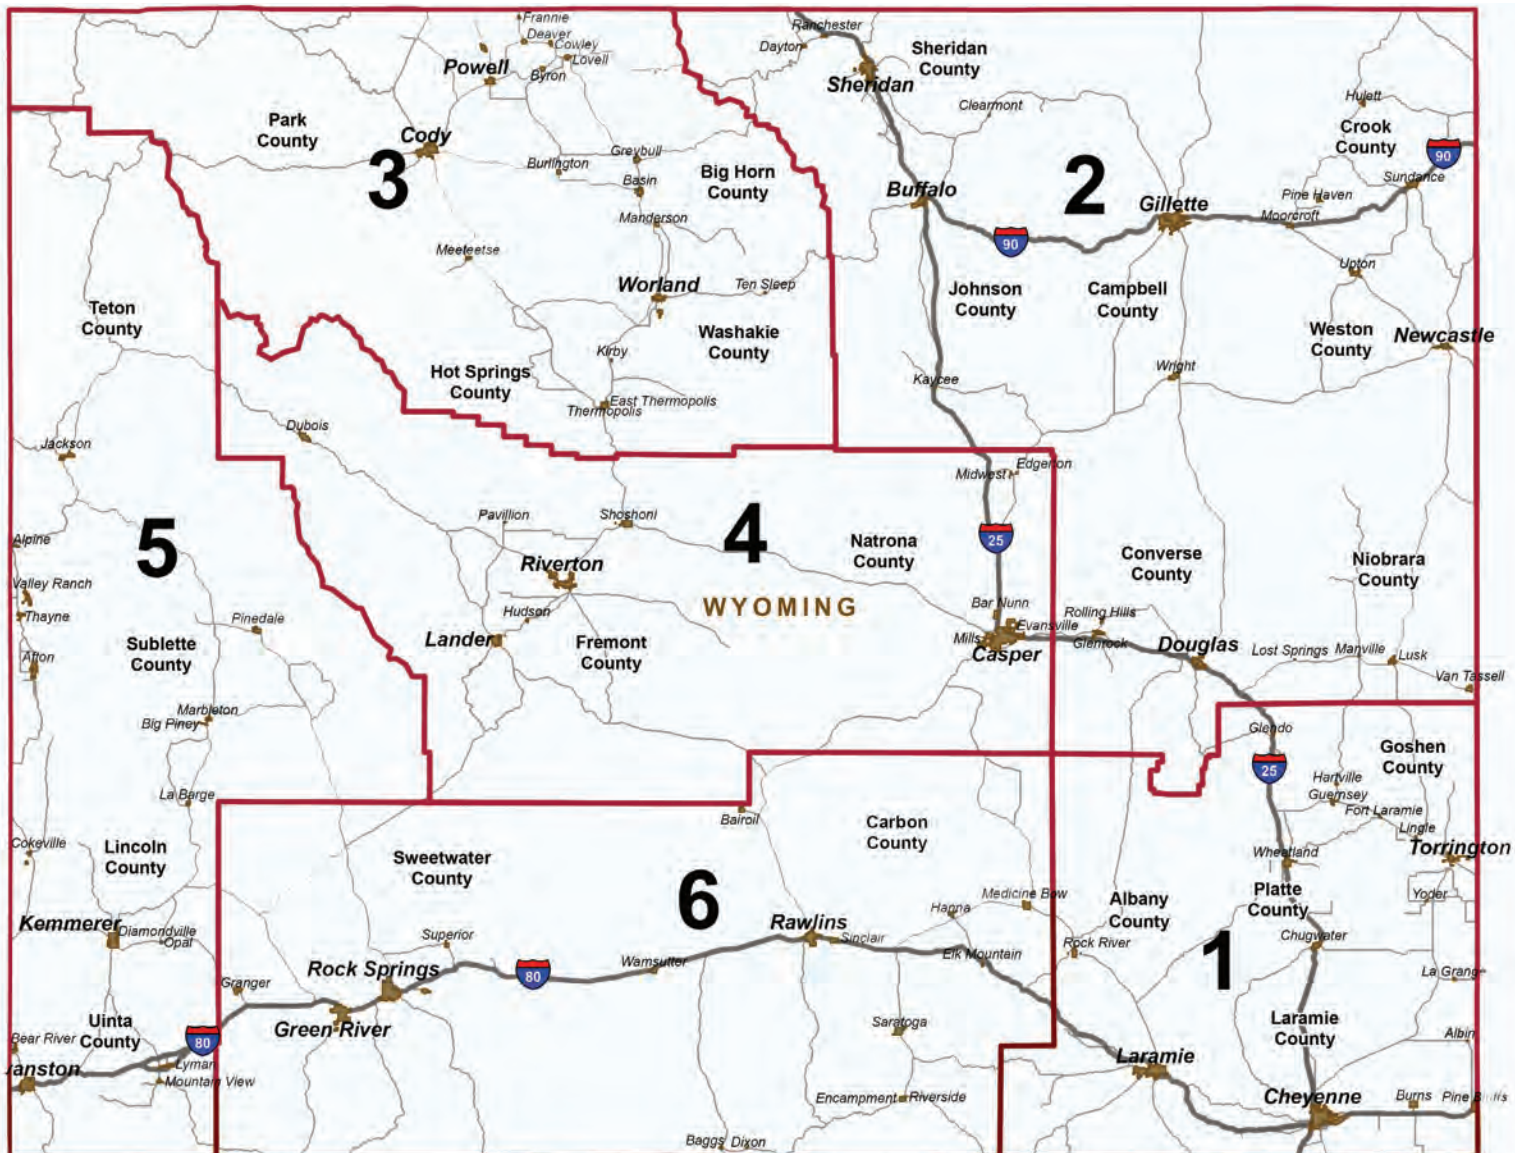 Frannie
Deaver
Cowley
Lovell
Byron
Powell
Ranchester
Dayton
Sheridan
County
Sheridan
Clearmont
Hulett
Crook
County
90
Park
County
Cody
3
Burlington
Greybull
Basin
Big Horn
County
Manderson
Meeteetse
Buffalo
2
Gillette
Pine Haven
Sundance
Moorcroft
90
Upton
Worland
Ten Sleep
Johnson
County
Campbell
County
Teton
County
Washakie
County
Weston
County
Newcastle
Kirby
Hot Springs
County
East Thermopolis
Thermopolis
Kaycee
Wright
Dubois
Jackson
Midwest
Edgerton
5
Pavillion
Shoshoni
4
Natrona
County
25
Alpine
Riverton
Converse
County
Niobrara
County
Valley Ranch
Thayne
WYOMING
Hudson
Bar Nunn
Rolling Hills
Evansville
Pinedale
Lander
Fremont
County
Mills
Casper
Glenrock
Douglas
Lost Springs
Manville
Lusk
Van Tassell
Sublette
County
Afton
Marbleton
Big Piney
Glendo
Goshen
County
25
Hartville
Guernsey
Fort Laramie
Lingle
La Barge
Bairoil
Carbon
County
Cokeville
Lincoln
County
Sweetwater
County
Wheatland
Torrington
6
Medicine Bow
Albany
County
Platte
County
Yoder
Kemmerer
Diamondville
Opal
Superior
Rawlins
Sinclair
Hanna
Elk Mountain
Rock River
1
Chugwater
Rock Springs
80
Wamsutter
La Grange
Granger
Green River
Uinta
County
Bear River
80
Saratoga
Laramie
County
Albin
Lyman
anston
Mountain View
Laramie
Encampment
Riverside
Cheyenne
Burns
Pine Bluffs
Baggs
Dixon